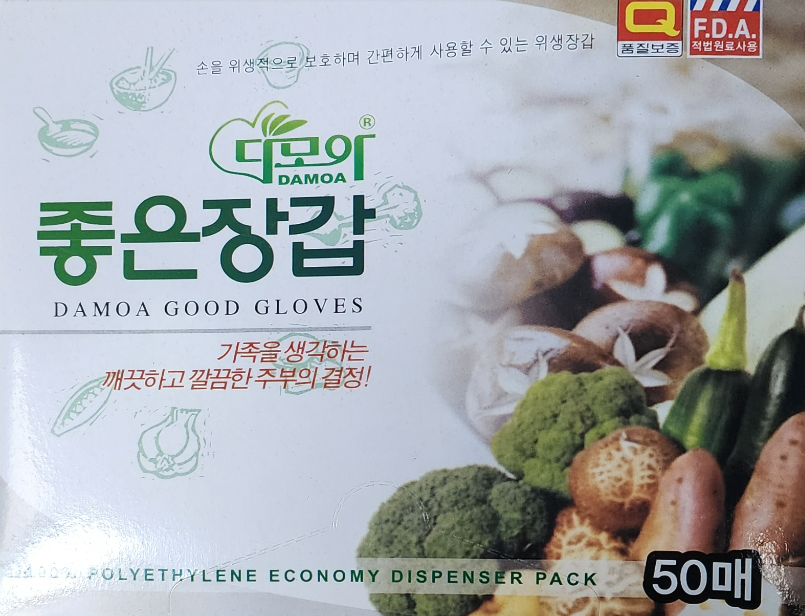 손을 위생적으로 보호하며 간편하게 사용할 수 있는 위생장갑
Q
품질보증
F.D.A.
적법원료사용
다모아®
DAMOA
좋은장갑
DAMOA GOOD GLOVES
가족을 생각하는
깨끗하고 깔끔한 주부의 결정!
100% POLYETHYLENE ECONOMY DISPENSER PACK
50매